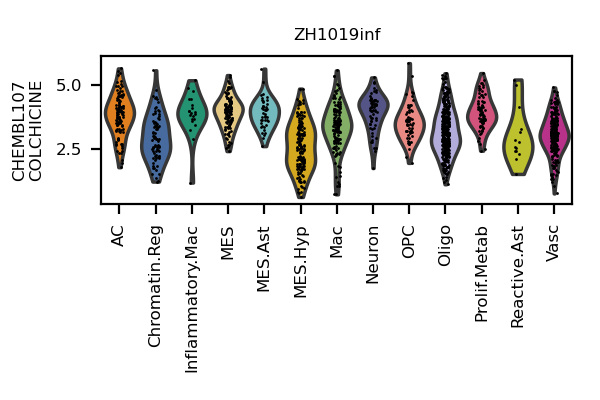 ZH1019inf
CHEMBL107
COLCHICINE
5.0
2.5
AC
Chromatin.Reg
Inflammatory.Mac
MES
MES.Ast
MES.Hyp
Mac
Neuron
OPC
Oligo
Prolif.Metab
Reactive.Ast
Vasc